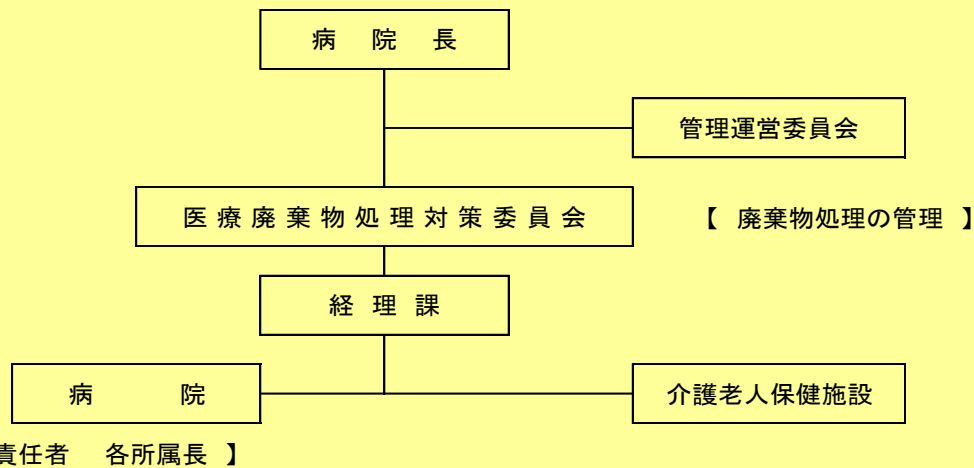 病院長
管理運営委員会
医療廃棄物処理対策委員会
【 廃棄物処理の管理 】
経理課
病院
介護老人保健施設
責任者 各所属長 】